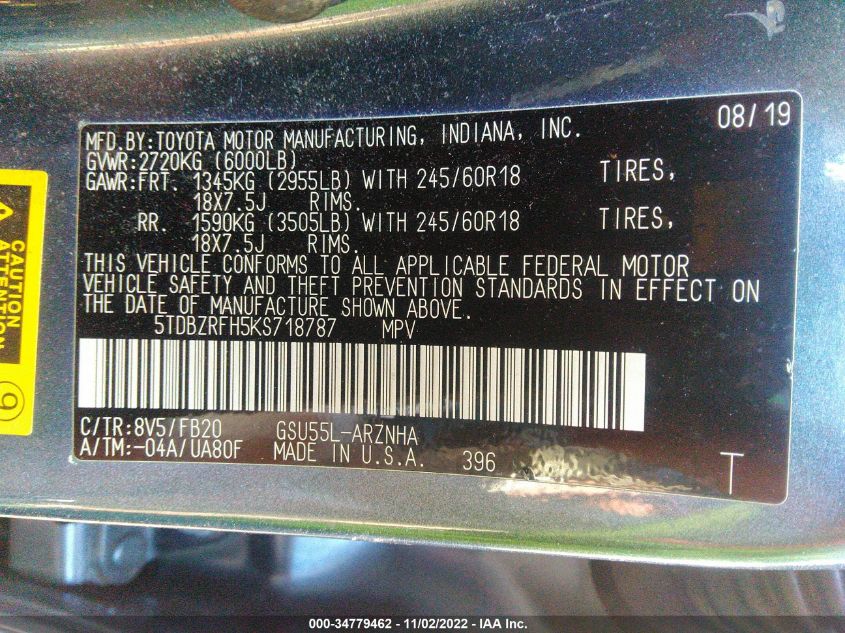 08/19
MFD.BY:TOYOTA MOTOR MANUFACTURING, INDIANA, INC.
GVWR:2720KG (6000LB)
GAWR:FRT. 1345KG (2955LB) WITH 245/60R18 TIRES,
18X7.5J RIMS.
RR. 1590KG (3505LB) WITH 245/60R18 TIRES,
18X7.5J RIMS.
THIS VEHICLE CONFORMS TO ALL APPLICABLE FEDERAL MOTOR
VEHICLE SAFETY AND THEFT PREVENTION STANDARDS IN EFFECT ON
THE DATE OF MANUFACTURE SHOWN ABOVE.
5TDBZRFH5KS718787 MPV
C/TR:8V5/FB20 GSU55L-ARZNHA
A/TM:-04A/UA80F MADE IN U.S.A. 396
T
CAUTION
ATTENTION
9
000-34779462 - 11/02/2022 - IAA Inc.